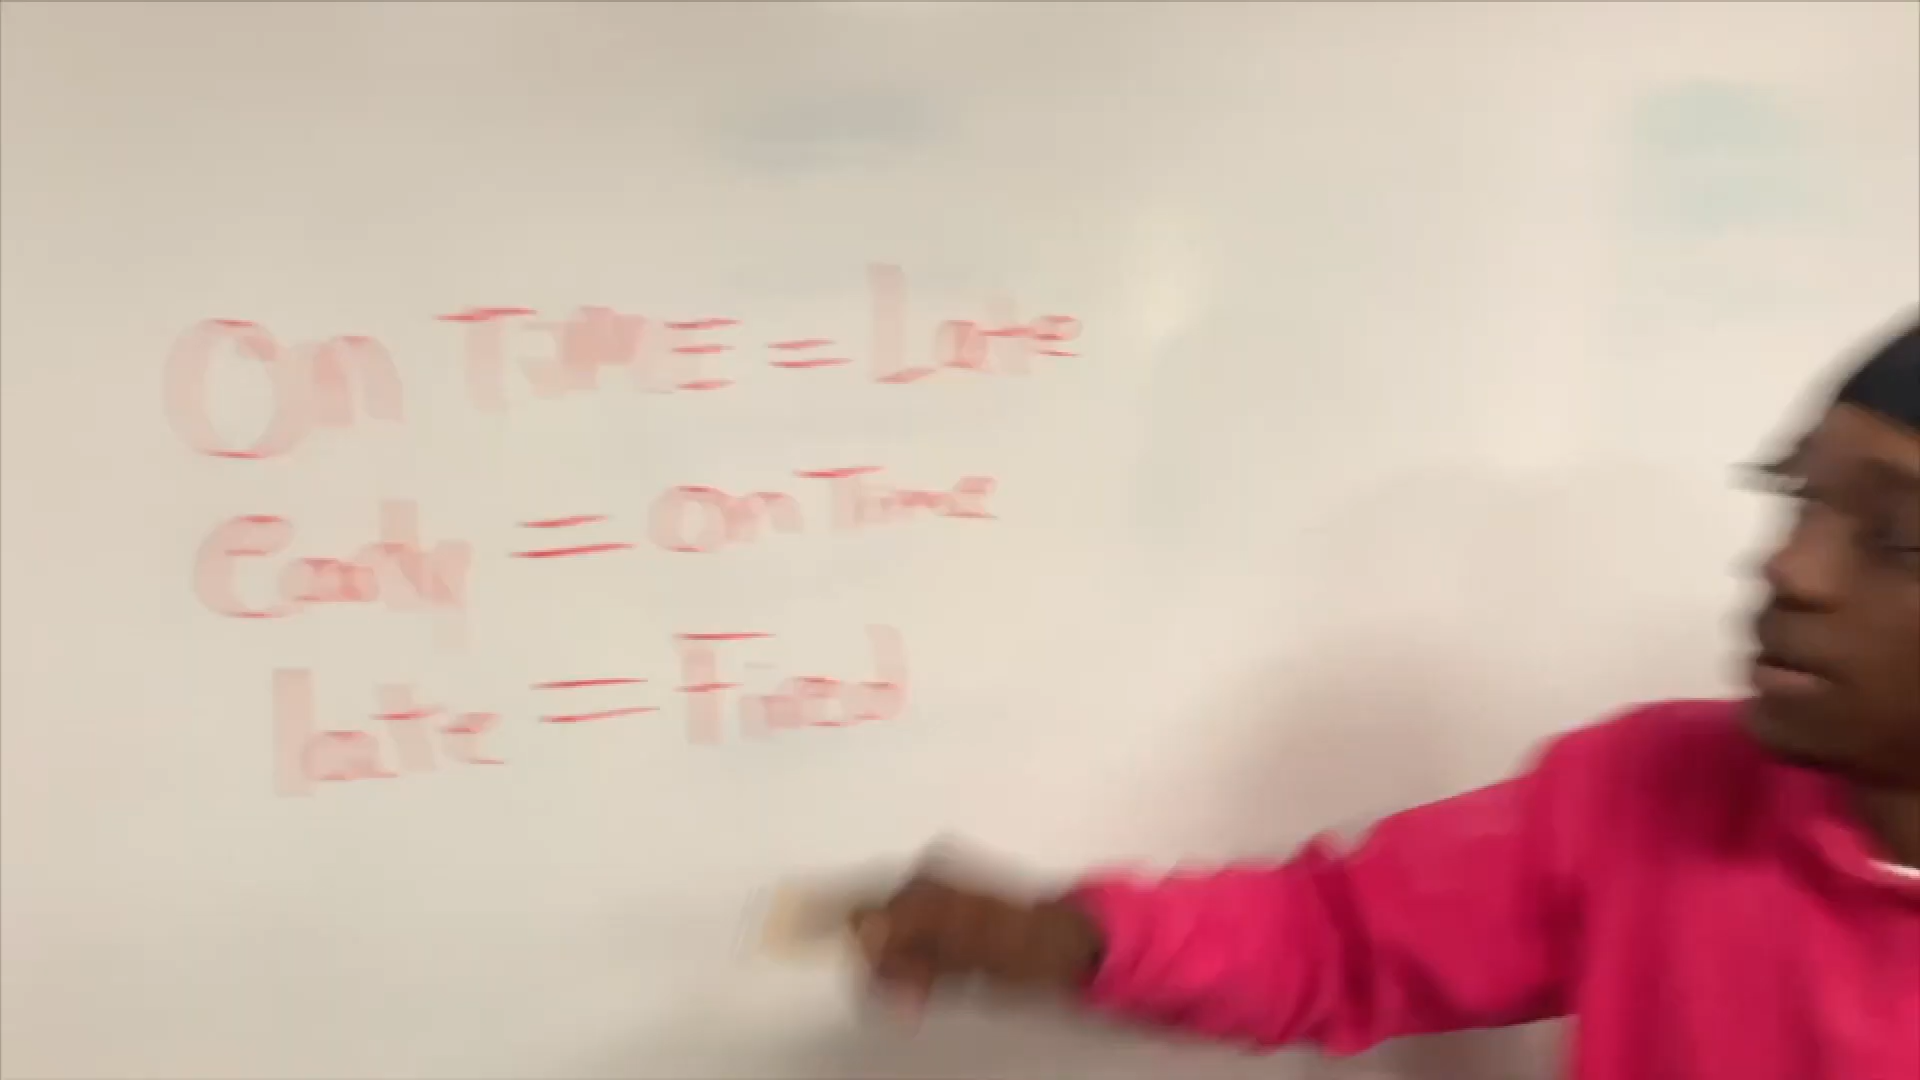 On TIME = Late
Early = on Time
late = Fired